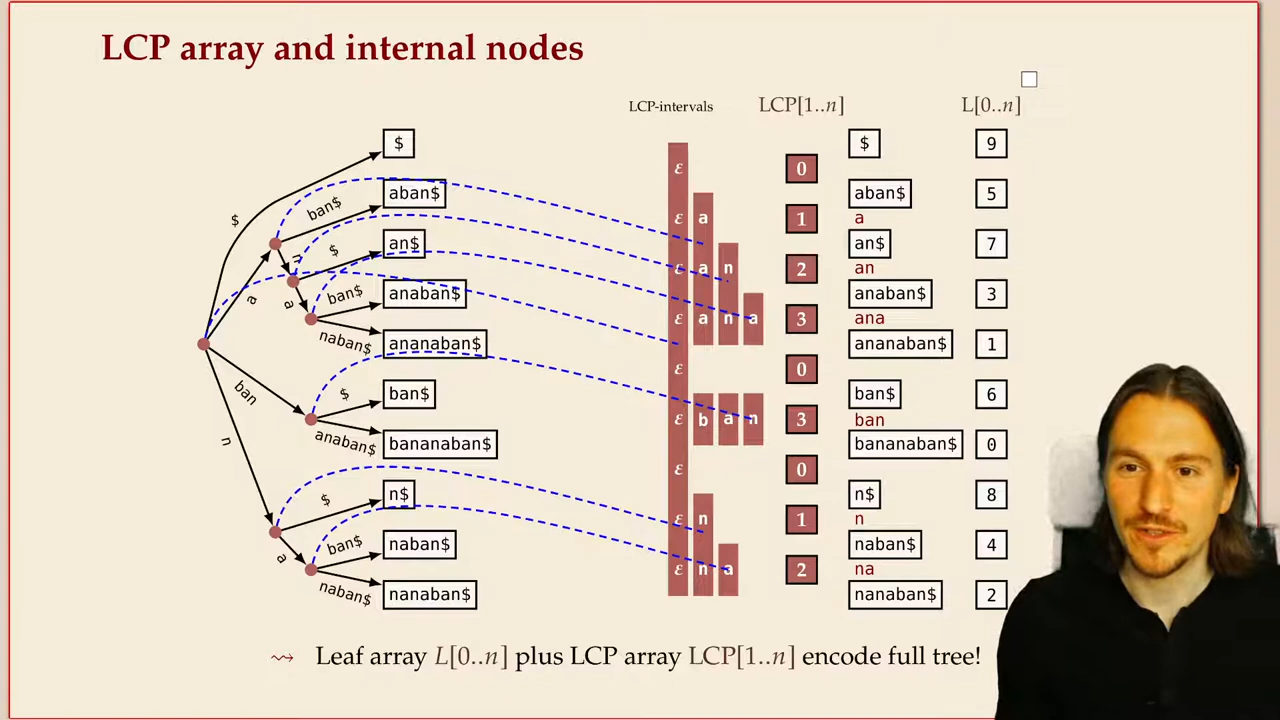 LCP array and internal nodes
LCP-intervals LCP[1..n] L[0..n]
$ $ 9
ε 0
aban$ aban$ 5
ban$
$ ε a 1 a
an$ an$ 7
$
n ε a n 2 an
a a ban$ anaban$ anaban$ 3
ε a n a 3 ana
naban$ ananaban$ ananaban$ 1
ε 0
ban $ ban$ ban$ 6
ε b a n 3 ban
n anaban$ bananaban$ bananaban$ 0
ε 0
$ n$ n$ 8
ε n 1 n
a ban$ naban$ naban$ 4
ε n a 2 na
naban$ nanaban$ nanaban$ 2
⇝ Leaf array L[0..n] plus LCP array LCP[1..n] encode full tree!